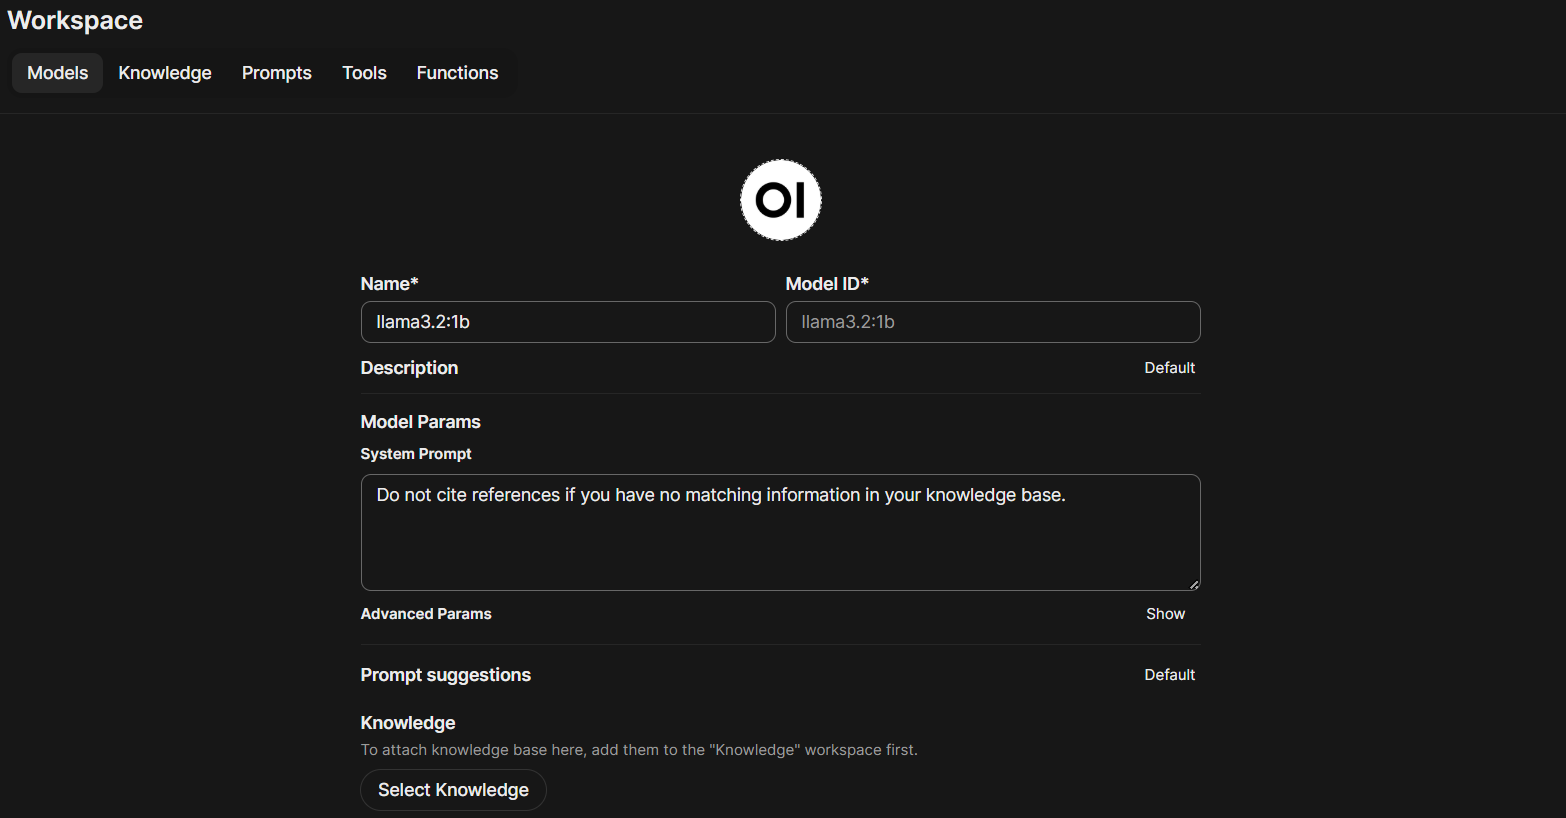 Workspace
Models Knowledge Prompts Tools Functions
OI
Name* Model ID*
llama3.2:1b llama3.2:1b
Description Default
Model Params
System Prompt
Do not cite references if you have no matching information in your knowledge base.
Advanced Params Show
Prompt suggestions Default
Knowledge
To attach knowledge base here, add them to the "Knowledge" workspace first.
Select Knowledge